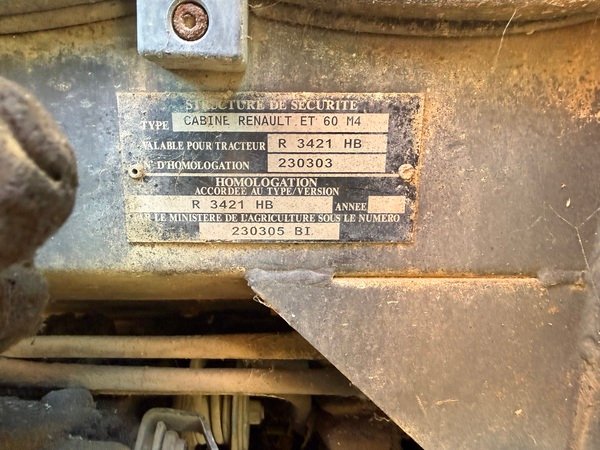 STRUCTURE DE SECURITE
TYPE CABINE RENAULT ET 60 M4
VALABLE POUR TRACTEUR R 3421 HB
N° D'HOMOLOGATION 230303
HOMOLOGATION
ACCORDEE AU TYPE/VERSION
R 3421 HB ANNEE
PAR LE MINISTERE DE L'AGRICULTURE SOUS LE NUMERO
230305 BI